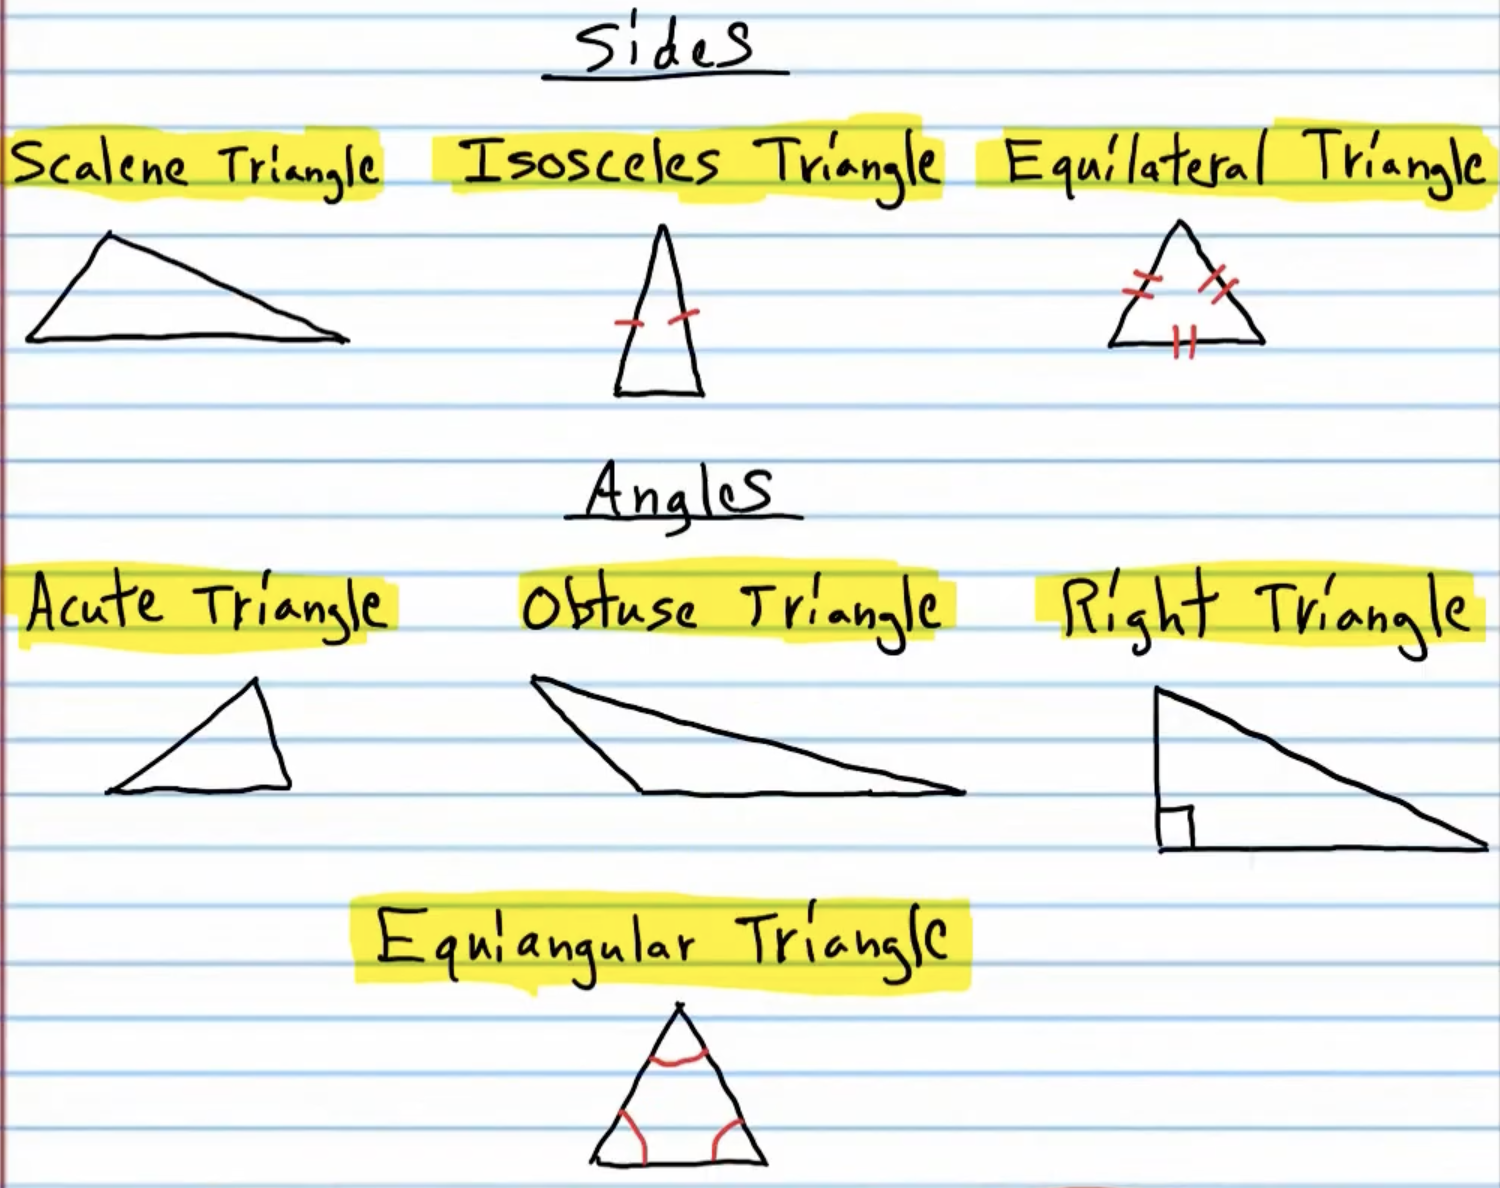 Sides
Scalene Triangle Isosceles Triangle Equilateral Triangle
Angles
Acute Triangle Obtuse Triangle Right Triangle
Equiangular Triangle